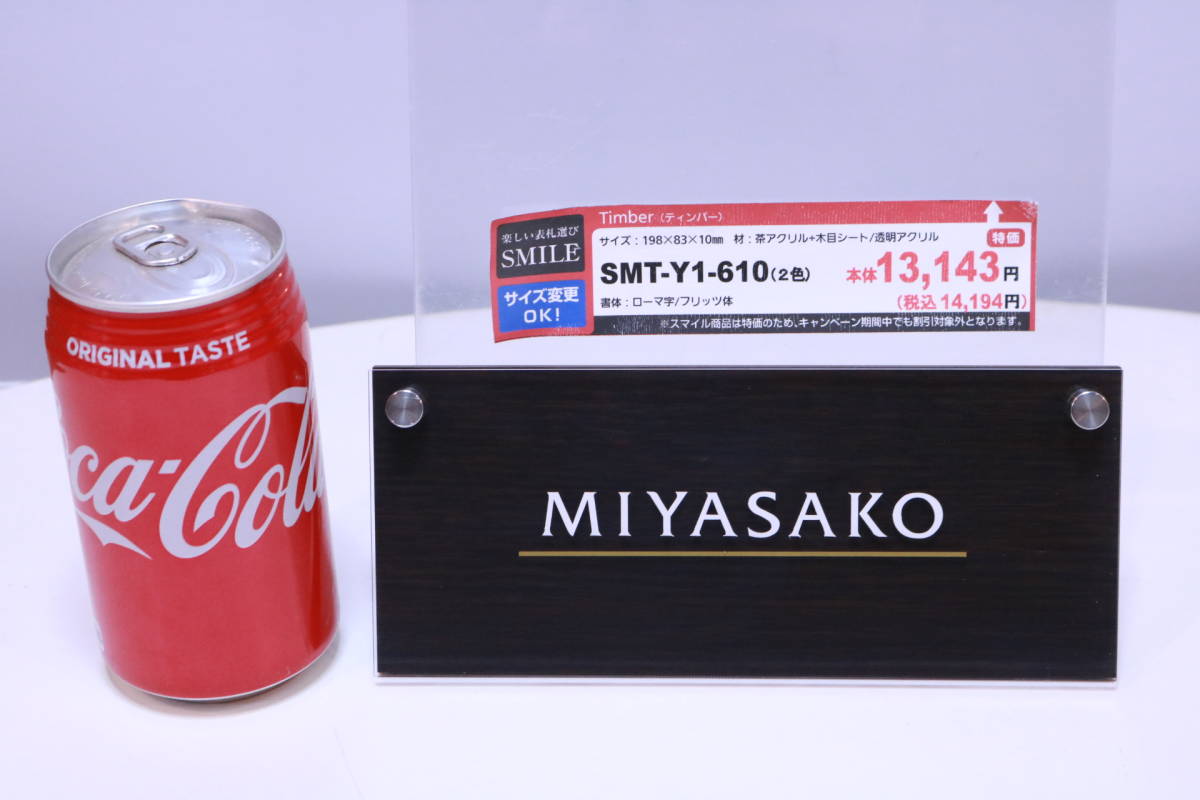 ORIGINAL TASTE
Coca-Cola
Timber（ティンバー）
楽しい表札選び
SMILE
サイズ変更
OK!
サイズ：198×83×10㎜ 材：茶アクリル+木目シート/透明アクリル
特価
SMT-Y1-610（2色）
本体13,143円
書体：ローマ字/フリッツ体
（税込14,194円）
※スマイル商品は特価のため、キャンペーン期間中でも割引対象外となります。
MIYASAKO